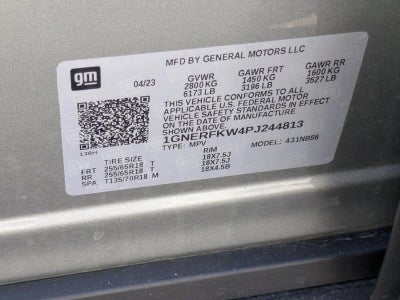 gm
MFD BY GENERAL MOTORS LLC
04/23 GVWR GAWR FRT GAWR RR
2800 KG 1450 KG 1600 KG
6173 LB 3196 LB 3527 LB
THIS VEHICLE CONFORMS TO ALL
APPLICABLE U.S. FEDERAL MOTOR
VEHICLE SAFETY STANDARDS IN EFFECT
ON THE DATE OF MANUFACTURE SHOWN ABOVE.
1GNERFKW4PJ244813
TYPE: MPV MODEL: 431NB56
TIRE SIZE RIM
FRT 255/65R18 T 18X7.5J
RR 255/65R18 T 18X7.5J
SPA T135/70R18 M 18X4.5B